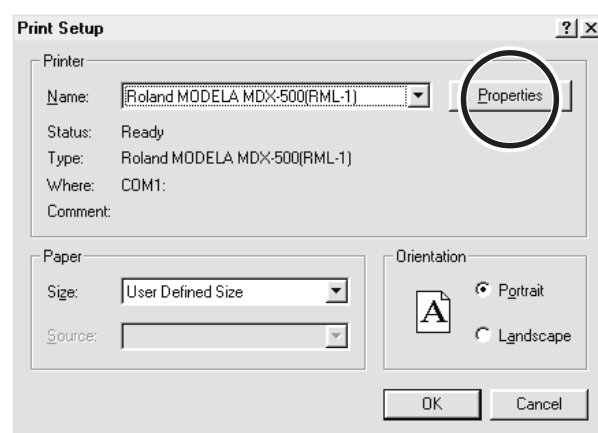 Print Setup
Printer
Name: Roland MODELA MDX-500(RML-1) Properties
Status: Ready
Type: Roland MODELA MDX-500(RML-1)
Where: COM1:
Comment:
Paper
Size: User Defined Size
Source:
Orientation
A
Portrait
Landscape
OK Cancel